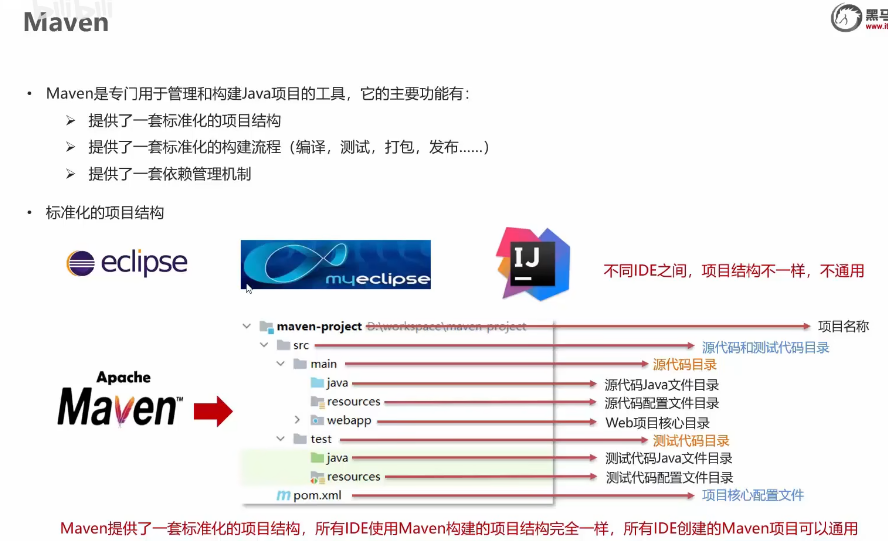 Maven
黑马
www.it
• Maven是专门用于管理和构建Java项目的工具，它的主要功能有：
➢ 提供了一套标准化的项目结构
➢ 提供了一套标准化的构建流程（编译，测试，打包，发布......）
➢ 提供了一套依赖管理机制
• 标准化的项目结构
eclipse
myeclipse
IJ
不同IDE之间，项目结构不一样，不通用
Apache
Maven™
maven-project D:\workspace\maven-project 项目名称
src 源代码和测试代码目录
main 源代码目录
java 源代码Java文件目录
resources 源代码配置文件目录
webapp Web项目核心目录
test 测试代码目录
java 测试代码Java文件目录
resources 测试代码配置文件目录
m pom.xml 项目核心配置文件
Maven提供了一套标准化的项目结构，所有IDE使用Maven构建的项目结构完全一样，所有IDE创建的Maven项目可以通用